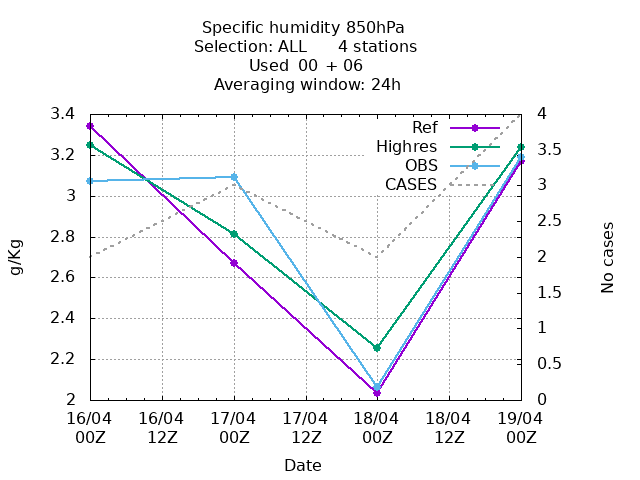 Specific humidity 850hPa
Selection: ALL      4 stations
Used  00 + 06
Averaging window: 24h
3.4
3.2
3
2.8
2.6
2.4
2.2
2
g/Kg
4
3.5
3
2.5
2
1.5
1
0.5
0
No cases
Ref
Highres
OBS
CASES
16/04 16/04 17/04 17/04 18/04 18/04 19/04
00Z 12Z 00Z 12Z 00Z 12Z 00Z
Date